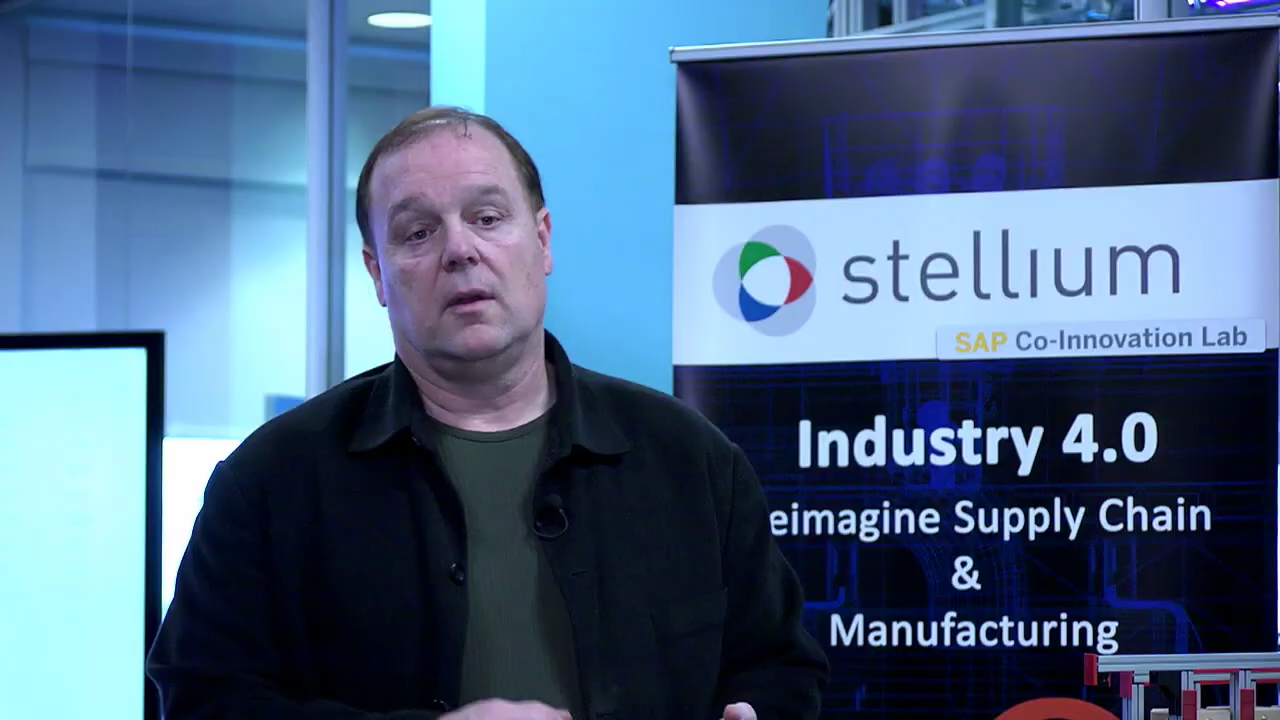 stellium
SAP Co-Innovation Lab
Industry 4.0
eimagine Supply Chain
&
Manufacturing